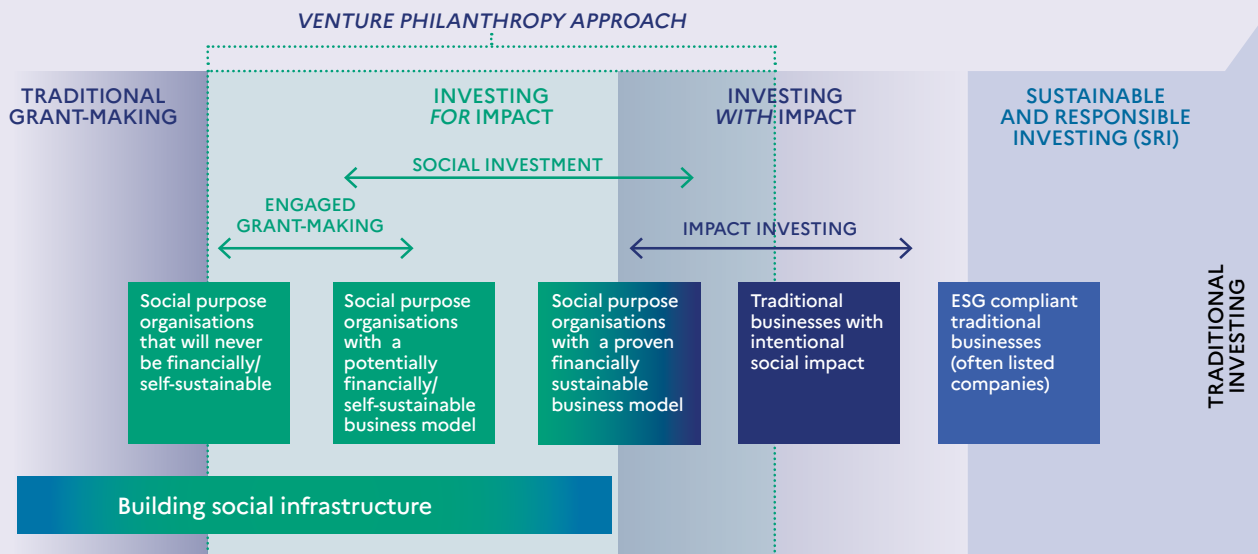 VENTURE PHILANTHROPY APPROACH
TRADITIONAL
GRANT-MAKING
INVESTING
FOR IMPACT
INVESTING
WITH IMPACT
SUSTAINABLE
AND RESPONSIBLE
INVESTING (SRI)
SOCIAL INVESTMENT
ENGAGED
GRANT-MAKING
IMPACT INVESTING
Social purpose
organisations
that will never
be financially/
self-sustainable
Social purpose
organisations
with a
potentially
financially/
self-sustainable
business model
Social purpose
organisations
with a proven
financially
sustainable
business model
Traditional
businesses with
intentional
social impact
ESG compliant
traditional
businesses
(often listed
companies)
TRADITIONAL
INVESTING
Building social infrastructure